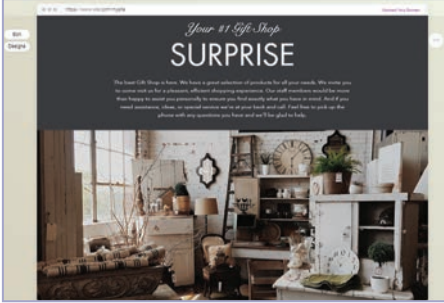 Connect Your Domain
Edit
Designs
Your #1 Gift Shop
SURPRISE
The best Gift Shop is here. We have a great selection of products for all your needs. We invite you
to come visit us for a pleasant, efficient shopping experience. Our staff members would be more
than happy to assist you personally to ensure you find exactly what you have in mind. And if you
need assistance, ideas, or special service we're at your back and call. Feel free to pick up the
phone with any questions you have and we'll be glad to help.